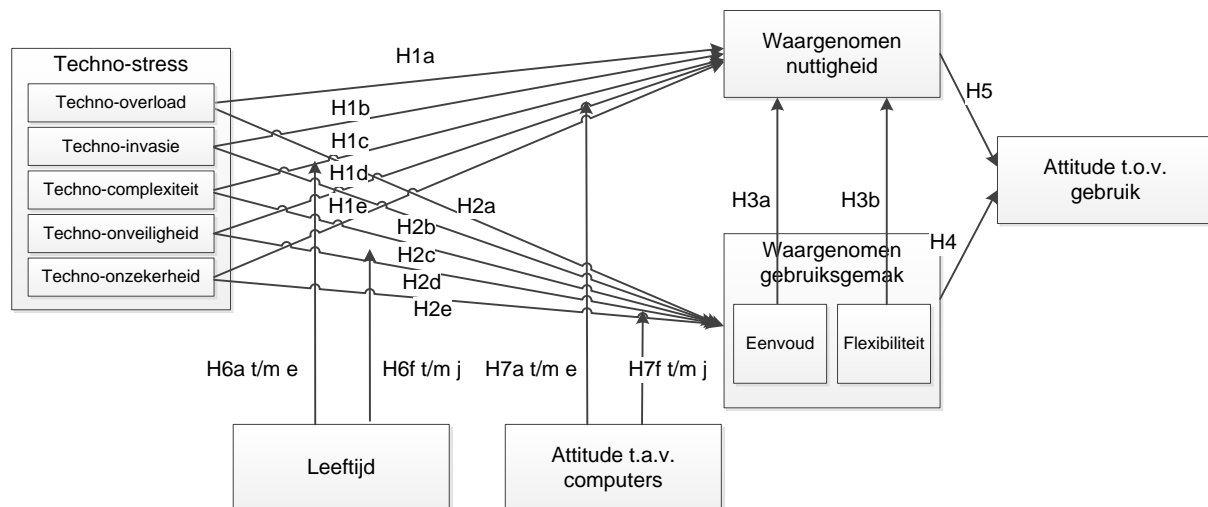 Techno-stress
Techno-overload
Techno-invasie
Techno-complexiteit
Techno-onveiligheid
Techno-onzekerheid
H1a
H1b
H1c
H1d
H1e
H2a
H2b
H2c
H2d
H2e
Waargenomen
nuttigheid
H3a
H3b
Waargenomen
gebruiksgemak
Eenvoud
Flexibiliteit
H5
H4
Attitude t.o.v.
gebruik
H6a t/m e
H6f t/m j
H7a t/m e
H7f t/m j
Leeftijd
Attitude t.a.v.
computers